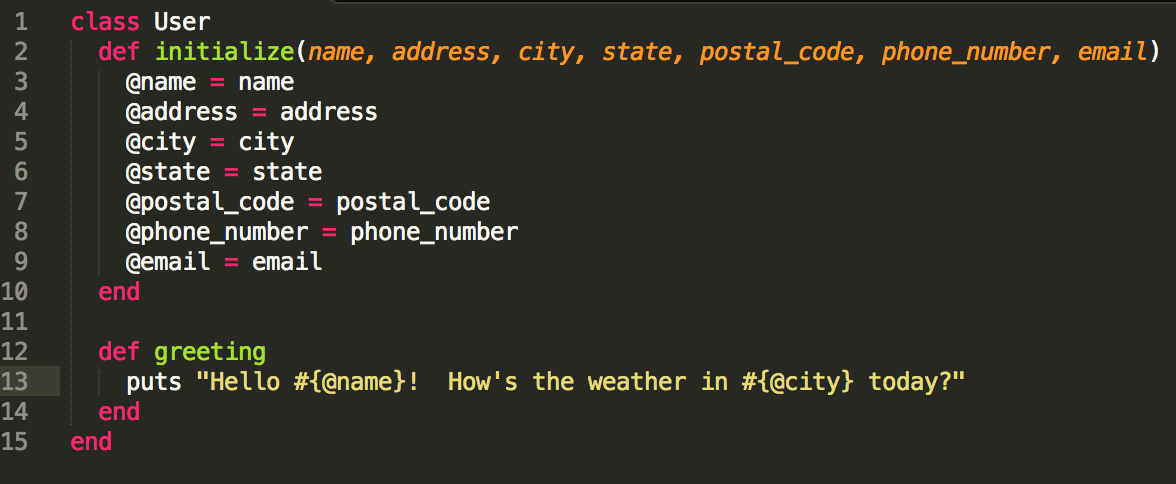 1 class User
2   def initialize(name, address, city, state, postal_code, phone_number, email)
3     @name = name
4     @address = address
5     @city = city
6     @state = state
7     @postal_code = postal_code
8     @phone_number = phone_number
9     @email = email
10   end
11
12   def greeting
13     puts "Hello #{@name}!  How's the weather in #{@city} today?"
14   end
15 end